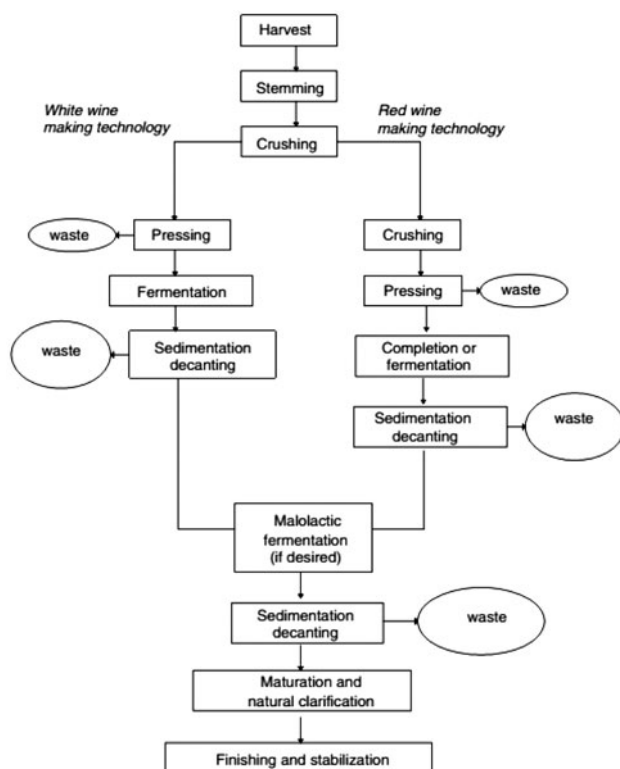 Harvest
Stemming
White wine
making technology
Red wine
making technology
Crushing
waste
Pressing
Crushing
Fermentation
Pressing
waste
waste
Sedimentation
decanting
Completion or
fermentation
Sedimentation
decanting
waste
Malolactic
fermentation
(if desired)
Sedimentation
decanting
waste
Maturation and
natural clarification
Finishing and stabilization